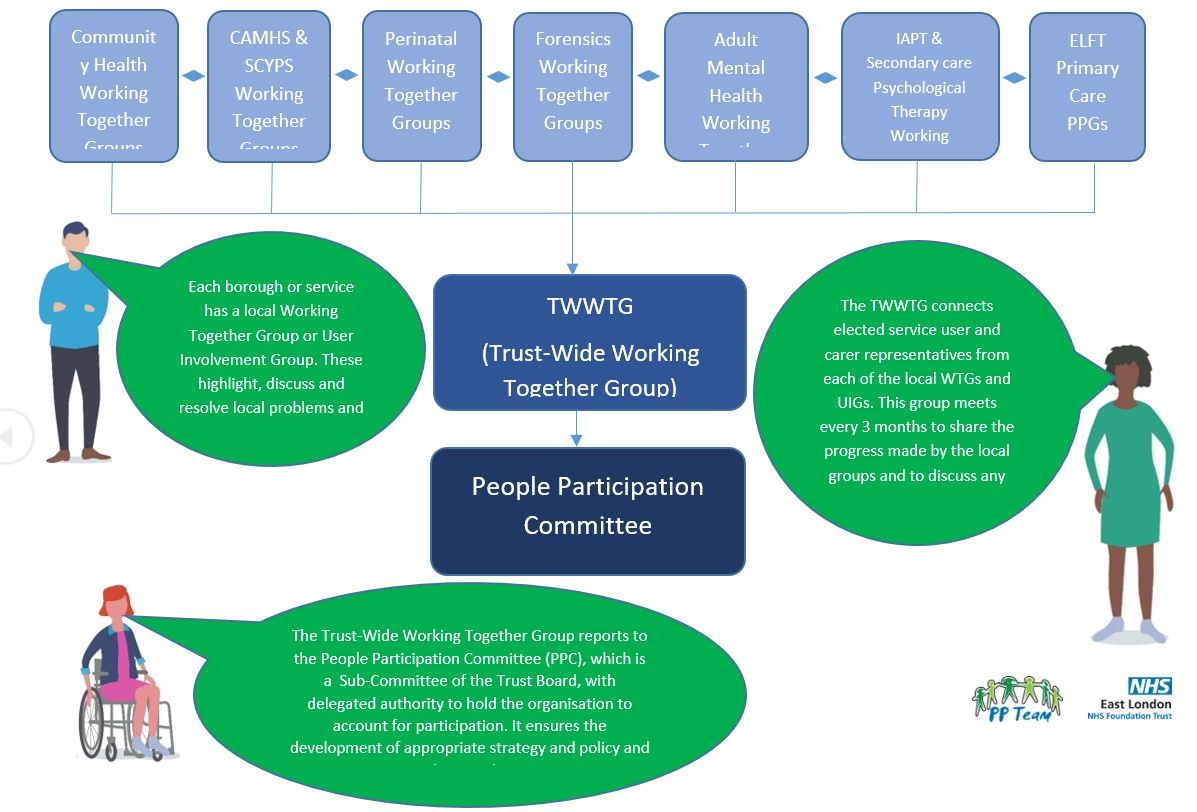 Communit
y Health
Working
Together
Groups
CAMHS &
SCYPS
Working
Together
Groups
Perinatal
Working
Together
Groups
Forensics
Working
Together
Groups
Adult
Mental
Health
Working
Together
IAPT &
Secondary care
Psychological
Therapy
Working
ELFT
Primary
Care
PPGs
Each borough or service
has a local Working
Together Group or User
Involvement Group. These
highlight, discuss and
resolve local problems and
TWWTG
(Trust-Wide Working
Together Group)
The TWWTG connects
elected service user and
carer representatives from
each of the local WTGs and
UIGs. This group meets
every 3 months to share the
progress made by the local
groups and to discuss any
People Participation
Committee
The Trust-Wide Working Together Group reports to
the People Participation Committee (PPC), which is
a Sub-Committee of the Trust Board, with
delegated authority to hold the organisation to
account for participation. It ensures the
development of appropriate strategy and policy and
PP Team
NHS
East London
NHS Foundation Trust